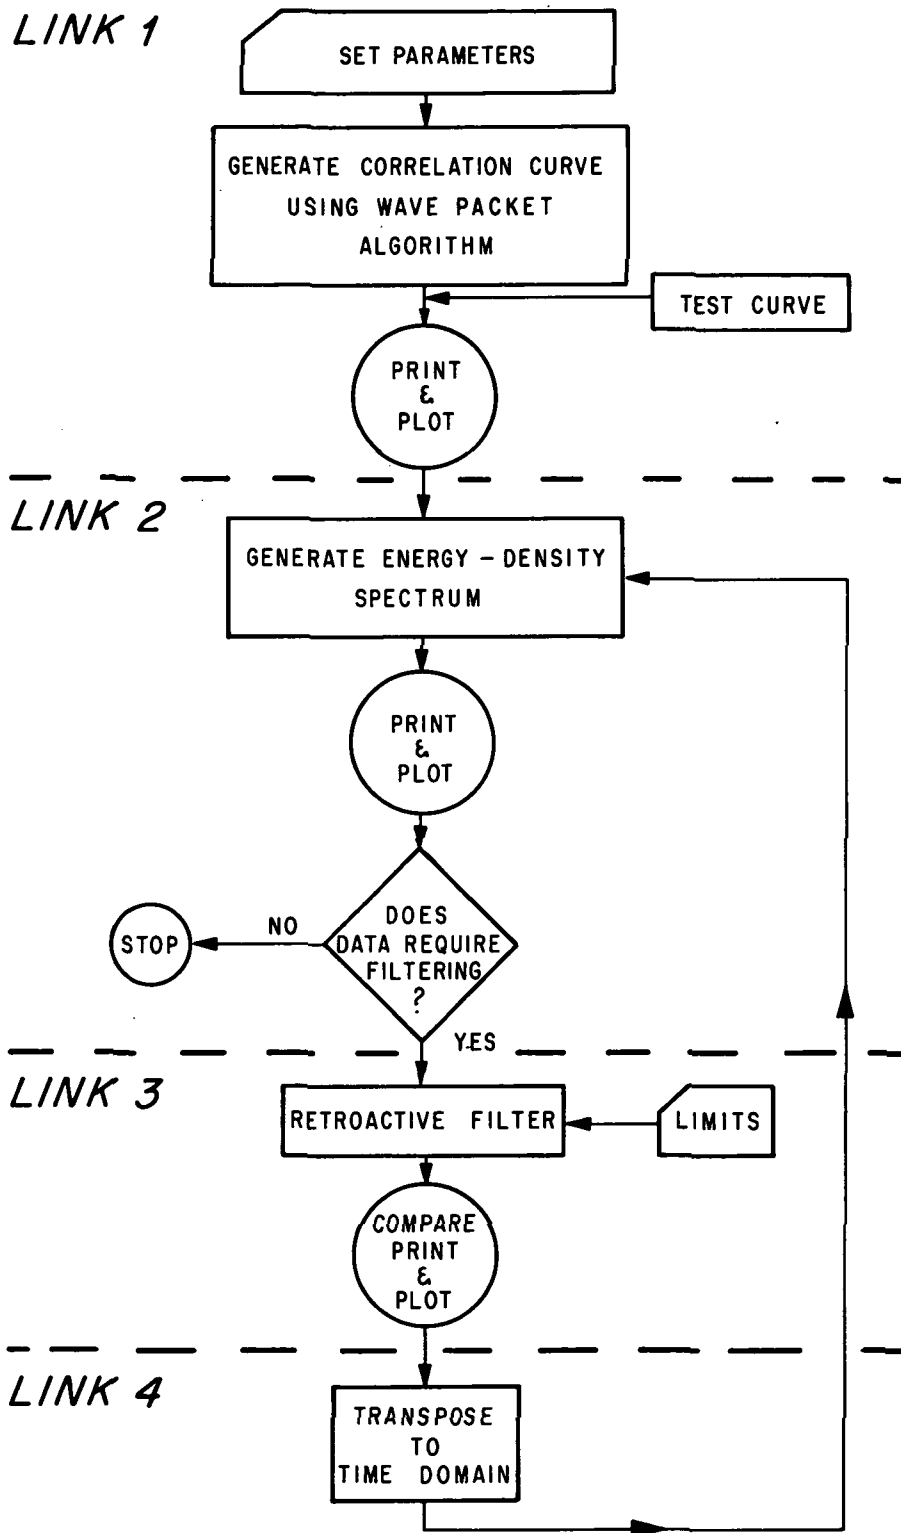 LINK 1
SET PARAMETERS
GENERATE CORRELATION CURVE
USING WAVE PACKET
ALGORITHM
TEST CURVE
PRINT
&
PLOT
LINK 2
GENERATE ENERGY – DENSITY
SPECTRUM
PRINT
&
PLOT
DOES
DATA REQUIRE
FILTERING
?
NO
STOP
YES
LINK 3
RETROACTIVE FILTER
LIMITS
COMPARE
PRINT
&
PLOT
LINK 4
TRANSPOSE
TO
TIME DOMAIN